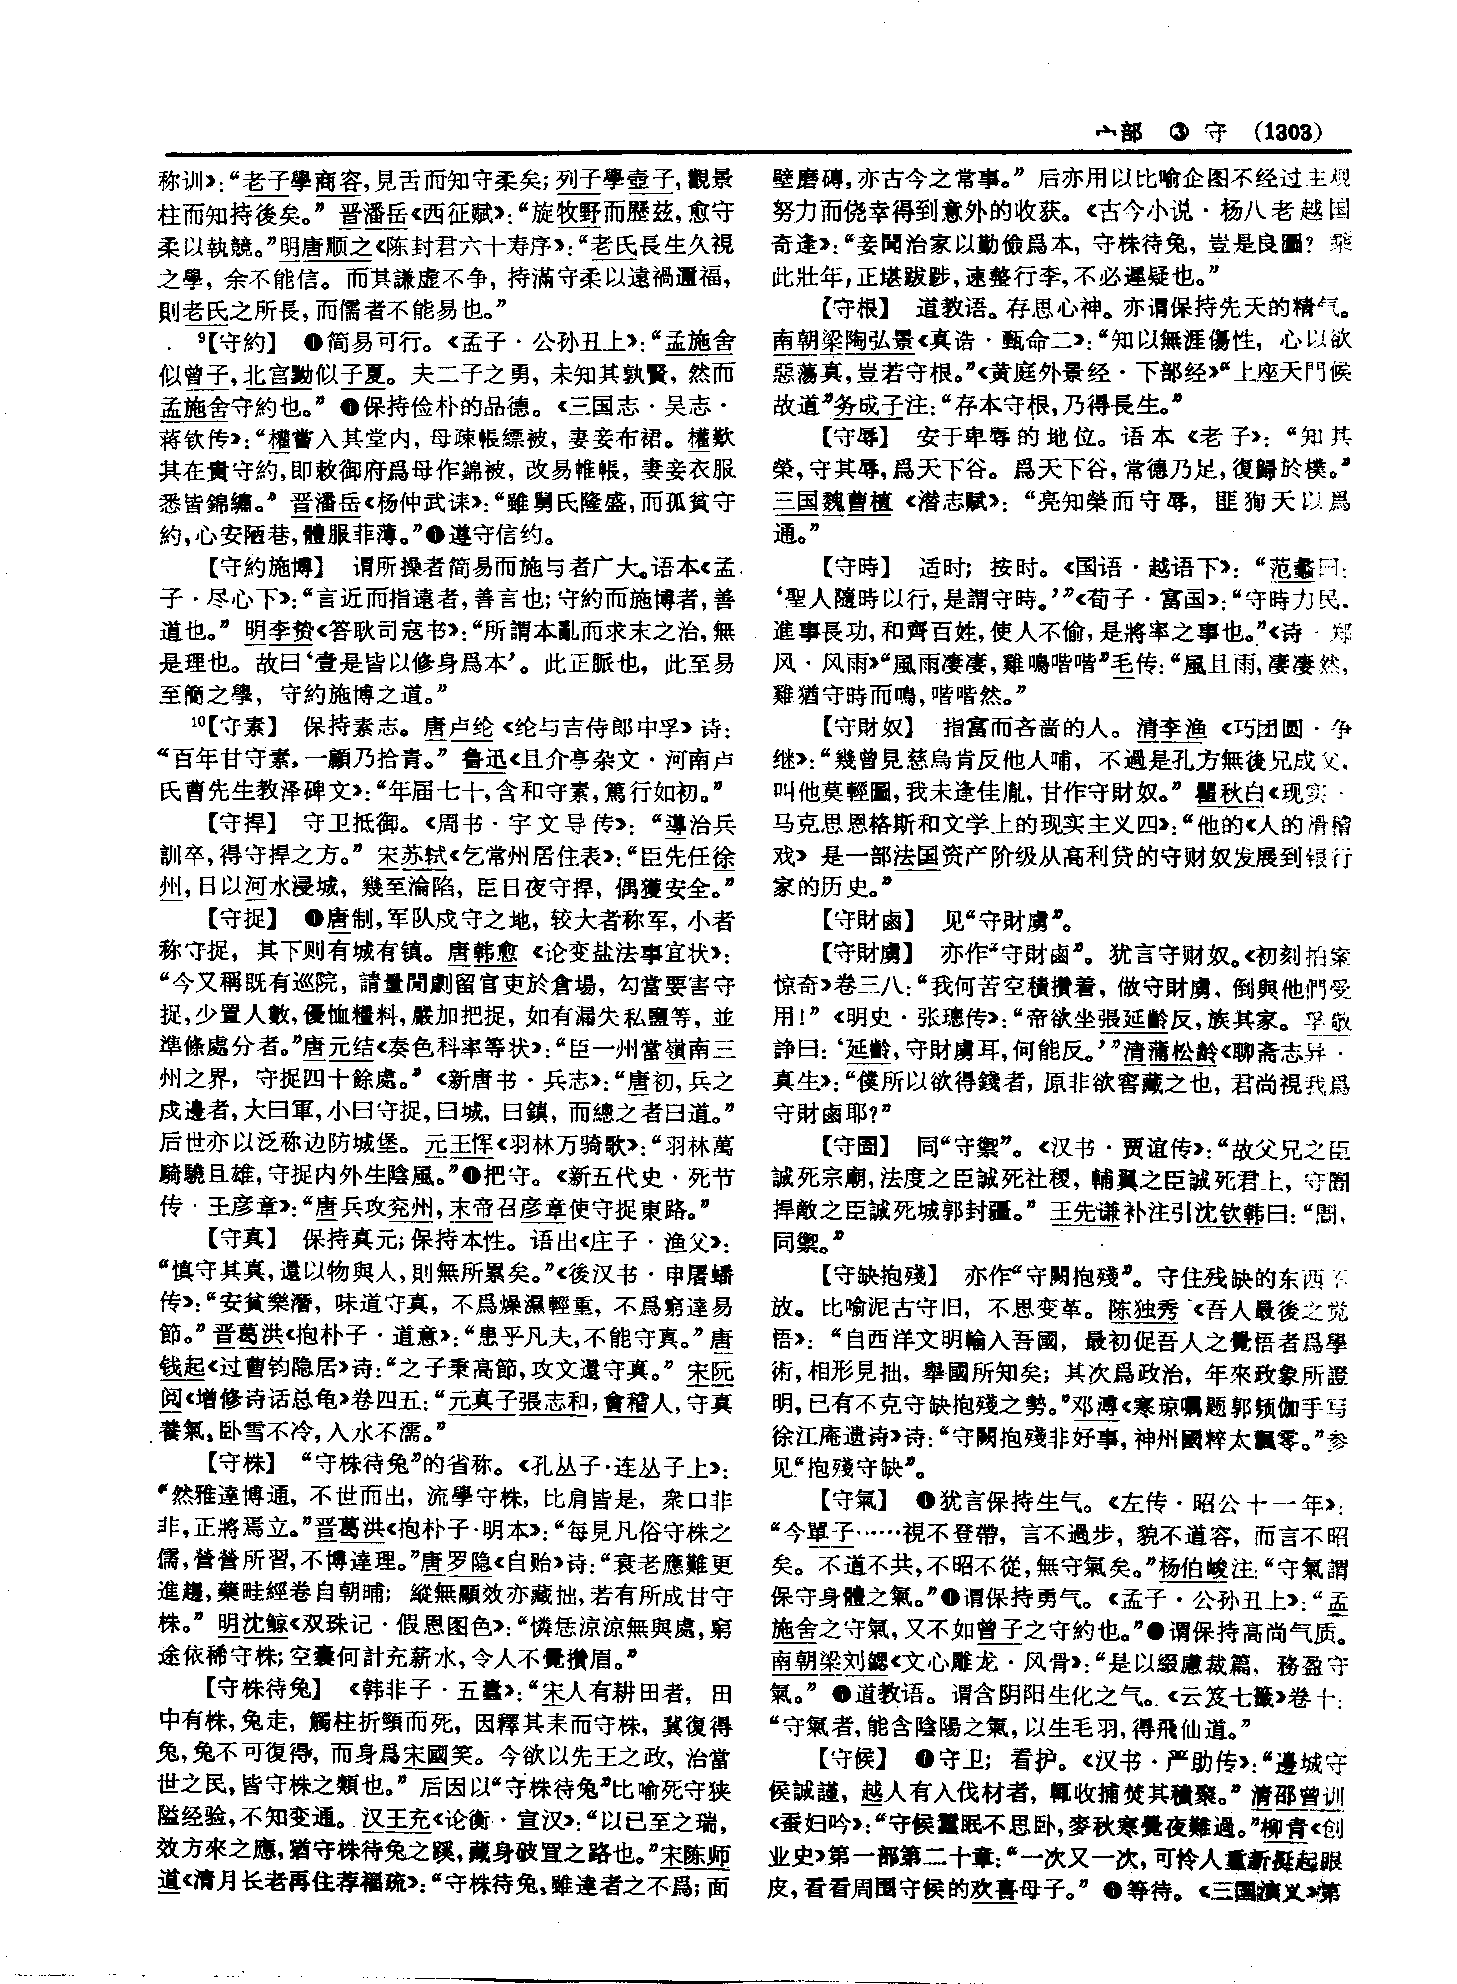 宀部 ③ 守 (1303)
称训》：“老子學商容，見舌而知守柔矣；列子學壺子，觀景
柱而知持後矣。” 晋潘岳《西征赋》：“旋牧野而歷兹，愈守
柔以執競。”明唐顺之《陈封君六十寿序》：“老氏長生久視
之學，余不能信。而其謙虚不争，持滿守柔以遠禍邇福，
則老氏之所長，而儒者不能易也。”
9【守約】 ❶简易可行。《孟子·公孙丑上》：“孟施舍
似曾子，北宫黝似子夏。夫二子之勇，未知其孰賢，然而
孟施舍守約也。” ❷保持俭朴的品德。《三国志·吴志·
蒋钦传》：“權嘗入其堂内，母疎帳縹被，妻妾布裙。權歎
其在貴守約，即敕御府爲母作錦被，改易帷帳，妻妾衣服
悉皆錦繡。” 晋潘岳《杨仲武诔》：“雖舅氏隆盛，而孤貧守
約，心安陋巷，體服菲薄。”❸遵守信约。
【守約施博】 谓所操者简易而施与者广大。语本《孟
子·尽心下》：“言近而指遠者，善言也；守約而施博者，善
道也。” 明李贽《答耿司寇书》：“所謂本亂而求末之治，無
是理也。故曰‘壹是皆以修身爲本’。此正脈也，此至易
至簡之學，守約施博之道。”
10【守素】 保持素志。唐卢纶《纶与吉侍郎中孚》诗：
“百年甘守素，一顧乃拾青。” 鲁迅《且介亭杂文·河南卢
氏曹先生教泽碑文》：“年届七十，含和守素，篤行如初。”
【守捍】 守卫抵御。《周书·宇文导传》：“導治兵
訓卒，得守捍之方。” 宋苏轼《乞常州居住表》：“臣先任徐
州，日以河水浸城，幾至淪陷，臣日夜守捍，偶獲安全。”
【守捉】 ❶唐制，军队戍守之地，较大者称军，小者
称守捉，其下则有城有镇。唐韩愈《论变盐法事宜状》：
“今又稱既有巡院，請量閒劇留官吏於倉場，勾當要害守
捉，少置人數，優恤糧料，嚴加把捉，如有漏失私鹽等，並
準條處分者。”唐元结《奏色科率等状》：“臣一州當嶺南三
州之界，守捉四十餘處。” 《新唐书·兵志》：“唐初，兵之
戍邊者，大曰軍，小曰守捉，曰城，曰鎮，而總之者曰道。”
后世亦以泛称边防城堡。元王恽《羽林万骑歌》：“羽林萬
騎驍且雄，守捉内外生陰風。”❷把守。《新五代史·死节
传·王彦章》：“唐兵攻兖州，末帝召彦章使守捉東路。”
【守真】 保持真元；保持本性。语出《庄子·渔父》：
“慎守其真，還以物與人，則無所累矣。”《後汉书·申屠蟠
传》：“安貧樂潛，味道守真，不爲燥濕輕重，不爲窮達易
節。” 晋葛洪《抱朴子·道意》：“患乎凡夫，不能守真。” 唐
钱起《过曹钧隐居》诗：“之子秉高節，攻文還守真。” 宋阮
阅《增修诗话总龟》卷四五：“元真子張志和，會稽人，守真
養氣，卧雪不冷，入水不濡。”
【守株】 “守株待兔”的省称。《孔丛子·连丛子上》：
“然雅達博通，不世而出，流學守株，比肩皆是，衆口非
非，正將焉立。”晋葛洪《抱朴子·明本》：“每見凡俗守株之
儒，營營所習，不博達理。”唐罗隐《自贻》诗：“衰老應難更
進趨，藥畦經卷自朝晡；縱無顯效亦藏拙，若有所成甘守
株。” 明沈鲸《双珠记·假恩图色》：“憐恁涼涼無與處，窮
途依稀守株；空囊何計充薪水，令人不覺攢眉。”
【守株待兔】 《韩非子·五蠹》：“宋人有耕田者，田
中有株，兔走，觸柱折頸而死，因釋其耒而守株，冀復得
兔，兔不可復得，而身爲宋國笑。今欲以先王之政，治當
世之民，皆守株之類也。” 后因以“守株待兔”比喻死守狭
隘经验，不知变通。汉王充《论衡·宣汉》：“以已至之瑞，
效方來之應，猶守株待兔之蹊，藏身破罝之路也。”宋陈师
道《清月长老再住荐福疏》：“守株待兔，雖達者之不爲；面
壁磨磚，亦古今之常事。” 后亦用以比喻企图不经过主观
努力而侥幸得到意外的收获。《古今小说·杨八老越国
奇逢》：“妾聞治家以勤儉爲本，守株待兔，豈是良圖？乘
此壯年，正堪跋踄，速整行李，不必遲疑也。”
【守根】 道教语。存思心神。亦谓保持先天的精气。
南朝梁陶弘景《真诰·甄命二》：“知以無涯傷性，心以欲
惡蕩真，豈若守根。”《黄庭外景经·下部经》“上座天門候
故道”务成子注：“存本守根，乃得長生。”
【守辱】 安于卑辱的地位。语本《老子》：“知其
榮，守其辱，爲天下谷。爲天下谷，常德乃足，復歸於樸。”
三国魏曹植《潜志赋》：“亮知榮而守辱，匪狥天以爲
通。”
【守時】 适时；按时。《国语·越语下》：“范蠡曰：
‘聖人隨時以行，是謂守時。’”《荀子·富国》：“守時力民，
進事長功，和齊百姓，使人不偷，是將率之事也。”《诗·郑
风·风雨》“風雨凄凄，雞鳴喈喈”毛传：“風且雨，凄凄然，
雞猶守時而鳴，喈喈然。”
【守財奴】 指富而吝啬的人。清李渔《巧团圆·争
继》：“幾曾見慈烏肯反他人哺，不過是孔方無後兄成父，
叫他莫輕圖，我未逢佳胤，甘作守財奴。” 瞿秋白《现实·
马克思恩格斯和文学上的现实主义四》：“他的《人的滑稽
戏》是一部法国资产阶级从高利贷的守财奴发展到银行
家的历史。”
【守財鹵】 见“守財虜”。
【守財虜】 亦作“守財鹵”。犹言守财奴。《初刻拍案
惊奇》卷三八：“我何苦空積攢着，做守財虜，倒與他們受
用！” 《明史·张璁传》：“帝欲坐張延齡反，族其家。孚敬
諍曰：‘延齡，守財虜耳，何能反。’”清蒲松龄《聊斋志异·
真生》：“僕所以欲得錢者，原非欲窖藏之也，君尚視我爲
守財鹵耶？”
【守圉】 同“守禦”。《汉书·贾谊传》：“故父兄之臣
誠死宗廟，法度之臣誠死社稷，輔翼之臣誠死君上，守圉
捍敵之臣誠死城郭封疆。” 王先谦补注引沈钦韩曰：“圉，
同禦。”
【守缺抱殘】 亦作“守闕抱殘”。守住残缺的东西不
放。比喻泥古守旧，不思变革。陈独秀《吾人最後之觉
悟》：“自西洋文明輸入吾國，最初促吾人之覺悟者爲學
術，相形見拙，舉國所知矣；其次爲政治，年來政象所證
明，已有不克守缺抱殘之勢。”邓溥《寒琼嘱题郭频伽手写
徐江庵遗诗》诗：“守闕抱殘非好事，神州國粹太飄零。”参
见“抱殘守缺”。
【守氣】 ❶犹言保持生气。《左传·昭公十一年》：
“今單子……視不登帶，言不過步，貌不道容，而言不昭
矣。不道不共，不昭不從，無守氣矣。”杨伯峻注：“守氣謂
保守身體之氣。”❷谓保持勇气。《孟子·公孙丑上》：“孟
施舍之守氣，又不如曾子之守約也。”❸谓保持高尚气质。
南朝梁刘勰《文心雕龙·风骨》：“是以綴慮裁篇，務盈守
氣。” ❹道教语。谓含阴阳生化之气。《云笈七籤》卷十：
“守氣者，能含陰陽之氣，以生毛羽，得飛仙道。”
【守候】 ❶守卫；看护。《汉书·严助传》：“邊城守
候誠謹，越人有入伐材者，輒收捕焚其積聚。” 清邵曾训
《蚕妇吟》：“守候蠶眠不思卧，麥秋寒覺夜難過。”柳青《创
业史》第一部第二十章：“一次又一次，可怜人重新挺起眼
皮，看看周围守候的欢喜母子。” ❷等待。《三国演义》第